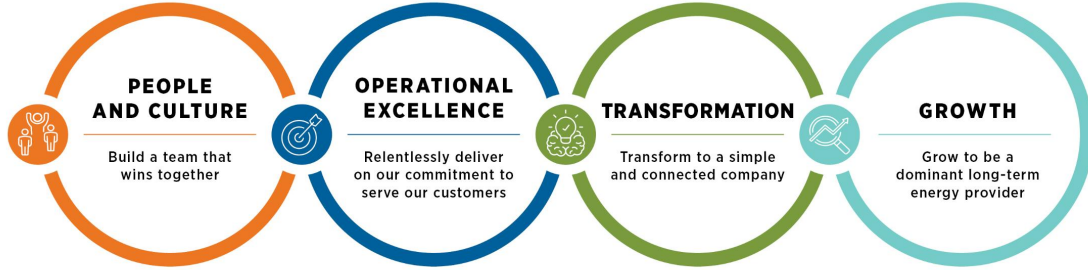 PEOPLE
AND CULTURE
Build a team that
wins together
OPERATIONAL
EXCELLENCE
Relentlessly deliver
on our commitment to
serve our customers
TRANSFORMATION
Transform to a simple
and connected company
GROWTH
Grow to be a
dominant long-term
energy provider